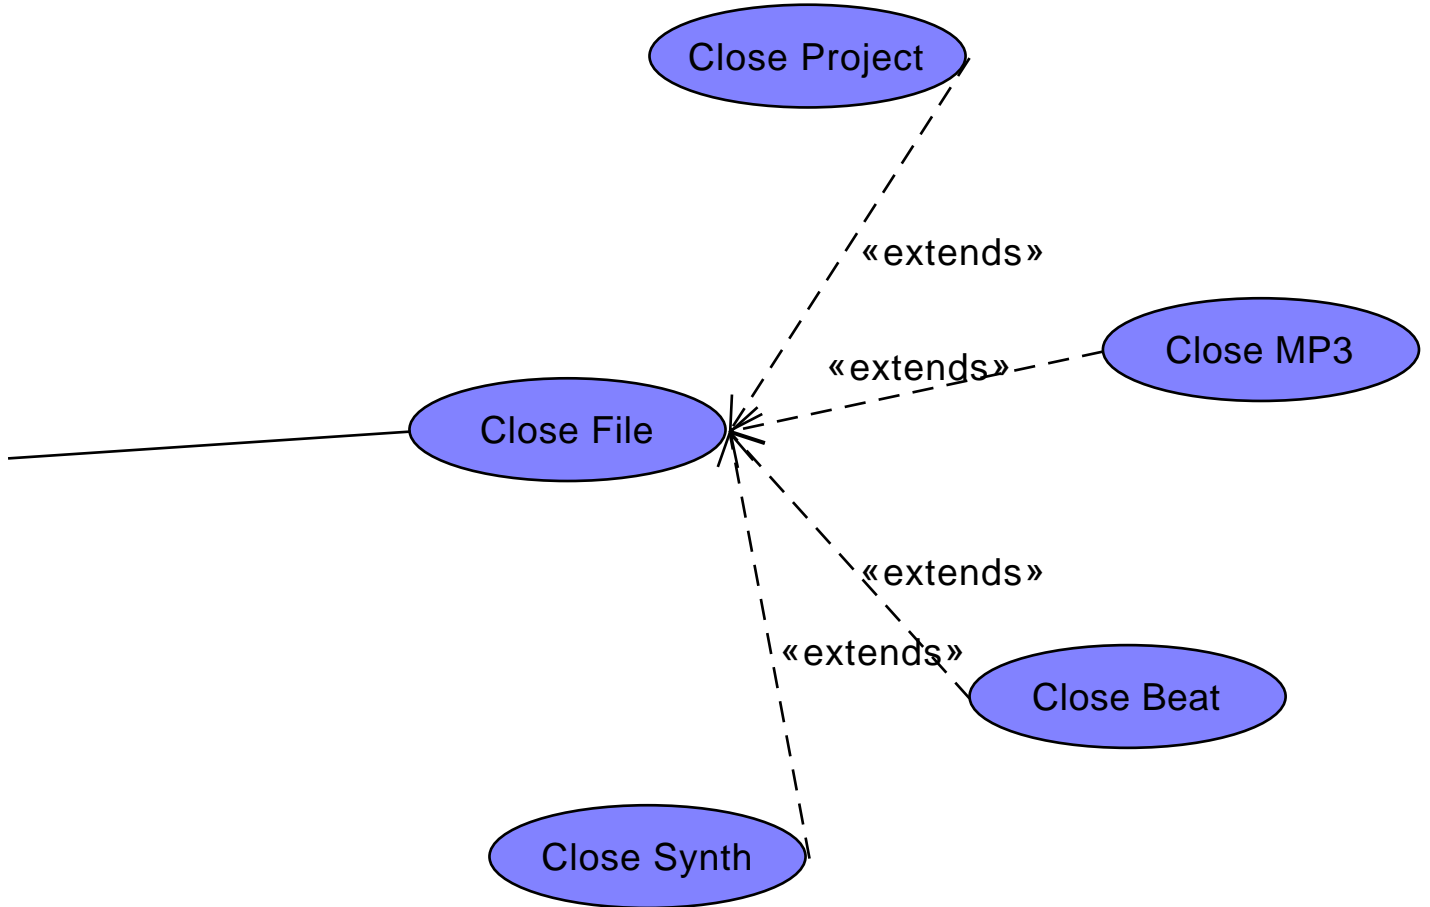 Close Project
«extends»
Close MP3
«extends»
Close File
«extends»
«extends»
Close Beat
Close Synth